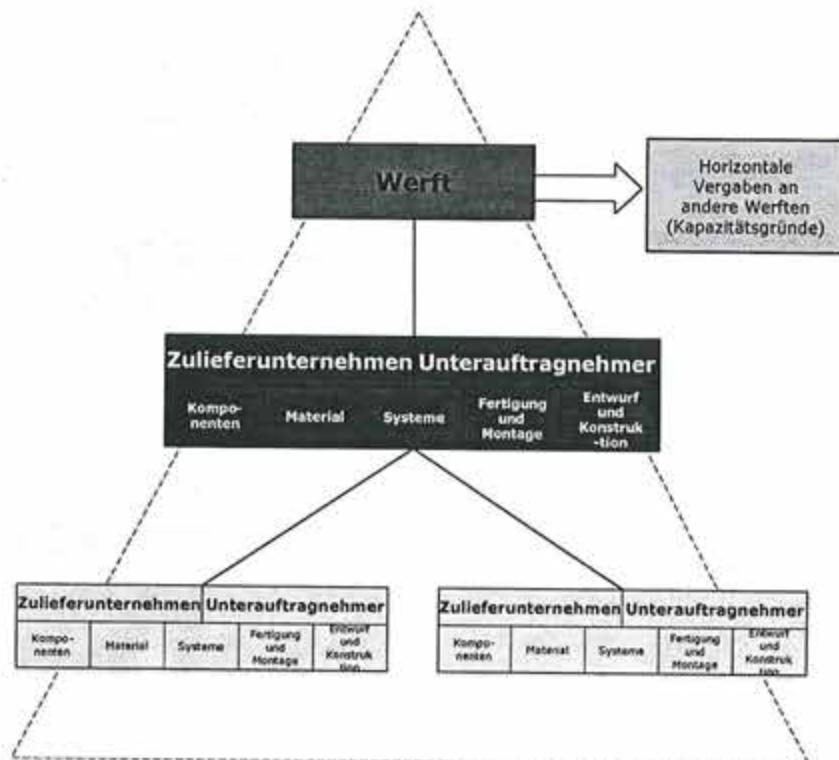 Werft
Horizontale
Vergaben an
andere Werften
(Kapazitätsgründe)
Zulieferunternehmen Unterauftragnehmer
Kompo-
nenten
Material
Systeme
Fertigung
und
Montage
Entwurf
und
Konstruk
-tion
Zulieferunternehmen
Unterauftragnehmer
Kompo-
nenten
Material
Systeme
Fertigung
und
Montage
Entwurf
und
Konstruk
tion
Zulieferunternehmen
Unterauftragnehmer
Kompo-
nenten
Material
Systeme
Fertigung
und
Montage
Entwurf
und
Konstruk
tion